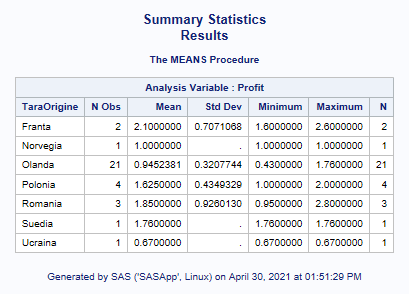 Summary Statistics
Results
The MEANS Procedure
Analysis Variable : Profit
TaraOrigine N Obs Mean Std Dev Minimum Maximum N
Franta 2 2.1000000 0.7071068 1.6000000 2.6000000 2
Norvegia 1 1.0000000 . 1.0000000 1.0000000 1
Olanda 21 0.9452381 0.3207744 0.4300000 1.7600000 21
Polonia 4 1.6250000 0.4349329 1.0000000 2.0000000 4
Romania 3 1.8500000 0.9260130 0.9500000 2.8000000 3
Suedia 1 1.7600000 . 1.7600000 1.7600000 1
Ucraina 1 0.6700000 . 0.6700000 0.6700000 1
Generated by SAS ('SASApp', Linux) on April 30, 2021 at 01:51:29 PM